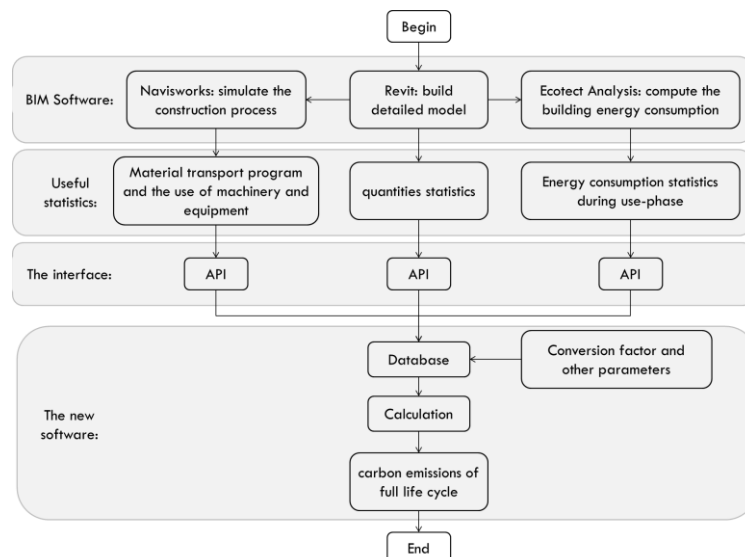 Begin
BIM Software:
Navisworks: simulate the
construction process
Revit: build
detailed model
Ecotect Analysis: compute the
building energy consumption
Useful
statistics:
Material transport program
and the use of machinery and
equipment
quantities statistics
Energy consumption statistics
during use-phase
The interface:
API
API
API
The new
software:
Database
Conversion factor and
other parameters
Calculation
carbon emissions of
full life cycle
End